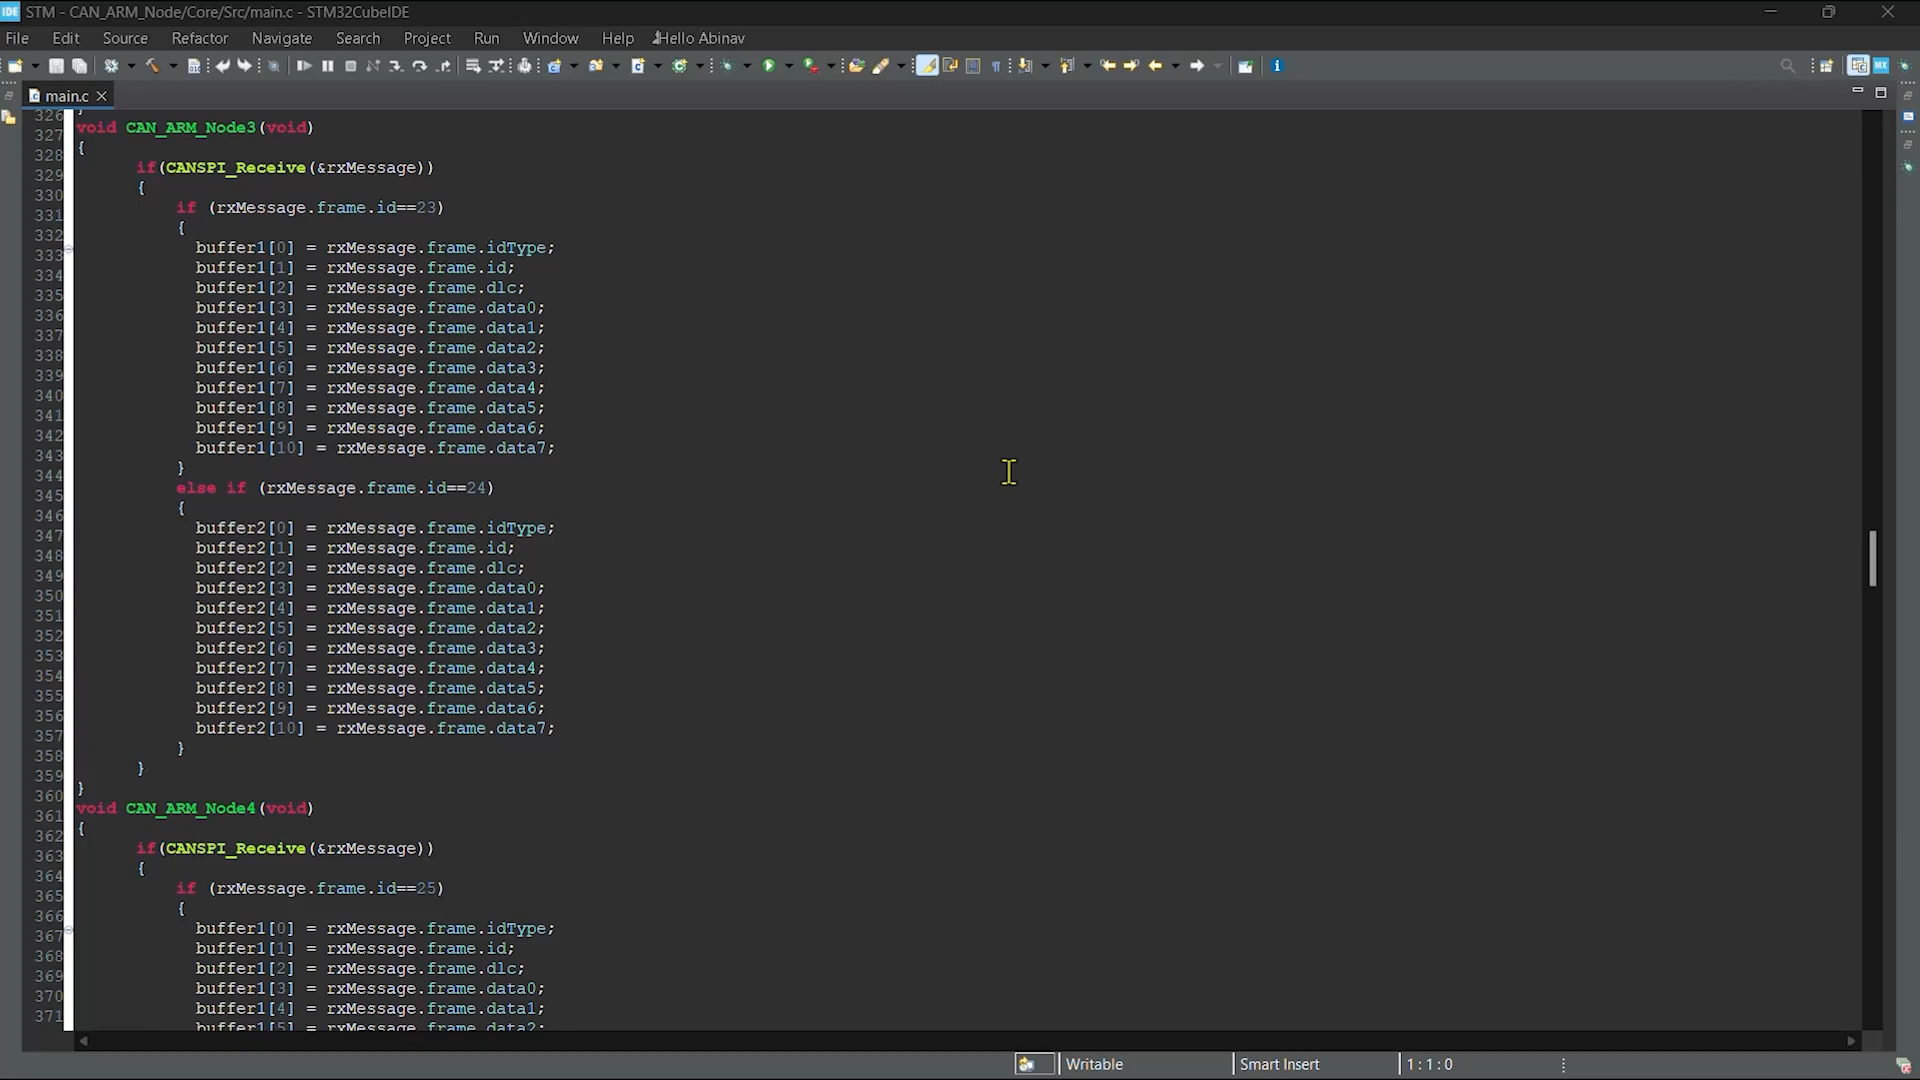 IDE STM - CAN_ARM_Node/Core/Src/main.c - STM32CubeIDE
File Edit Source Refactor Navigate Search Project Run Window Help Hello Abinav
main.c
326 }
327 void CAN_ARM_Node3(void)
328 {
329 if(CANSPI_Receive(&rxMessage))
330 {
331 if (rxMessage.frame.id==23)
332 {
333 buffer1[0] = rxMessage.frame.idType;
334 buffer1[1] = rxMessage.frame.id;
335 buffer1[2] = rxMessage.frame.dlc;
336 buffer1[3] = rxMessage.frame.data0;
337 buffer1[4] = rxMessage.frame.data1;
338 buffer1[5] = rxMessage.frame.data2;
339 buffer1[6] = rxMessage.frame.data3;
340 buffer1[7] = rxMessage.frame.data4;
341 buffer1[8] = rxMessage.frame.data5;
342 buffer1[9] = rxMessage.frame.data6;
343 buffer1[10] = rxMessage.frame.data7;
344 }
345 else if (rxMessage.frame.id==24)
346 {
347 buffer2[0] = rxMessage.frame.idType;
348 buffer2[1] = rxMessage.frame.id;
349 buffer2[2] = rxMessage.frame.dlc;
350 buffer2[3] = rxMessage.frame.data0;
351 buffer2[4] = rxMessage.frame.data1;
352 buffer2[5] = rxMessage.frame.data2;
353 buffer2[6] = rxMessage.frame.data3;
354 buffer2[7] = rxMessage.frame.data4;
355 buffer2[8] = rxMessage.frame.data5;
356 buffer2[9] = rxMessage.frame.data6;
357 buffer2[10] = rxMessage.frame.data7;
358 }
359 }
360 }
361 void CAN_ARM_Node4(void)
362 {
363 if(CANSPI_Receive(&rxMessage))
364 {
365 if (rxMessage.frame.id==25)
366 {
367 buffer1[0] = rxMessage.frame.idType;
368 buffer1[1] = rxMessage.frame.id;
369 buffer1[2] = rxMessage.frame.dlc;
370 buffer1[3] = rxMessage.frame.data0;
371 buffer1[4] = rxMessage.frame.data1;
buffer1[5] = rxMessage.frame.data2;
Writable Smart Insert 1:1:0